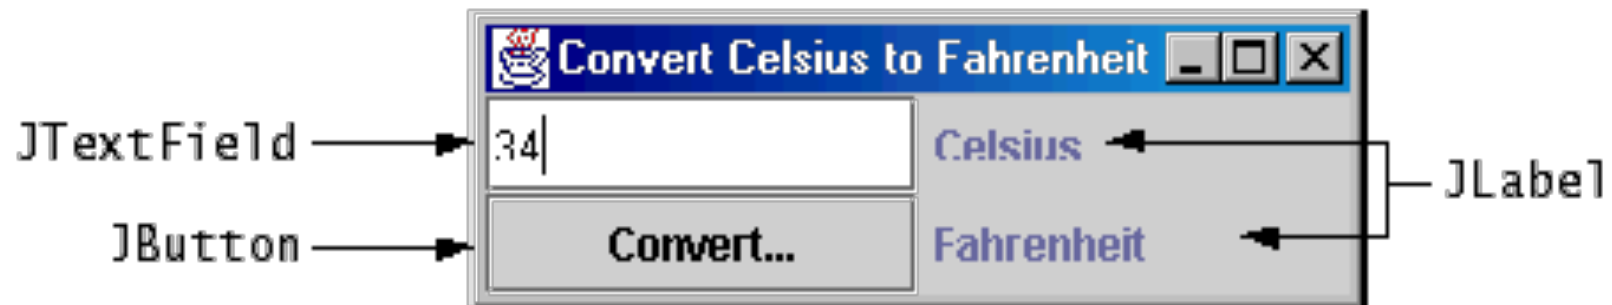 Convert Celsius to Fahrenheit
JTextField 34 Celsius JLabel
JButton Convert... Fahrenheit